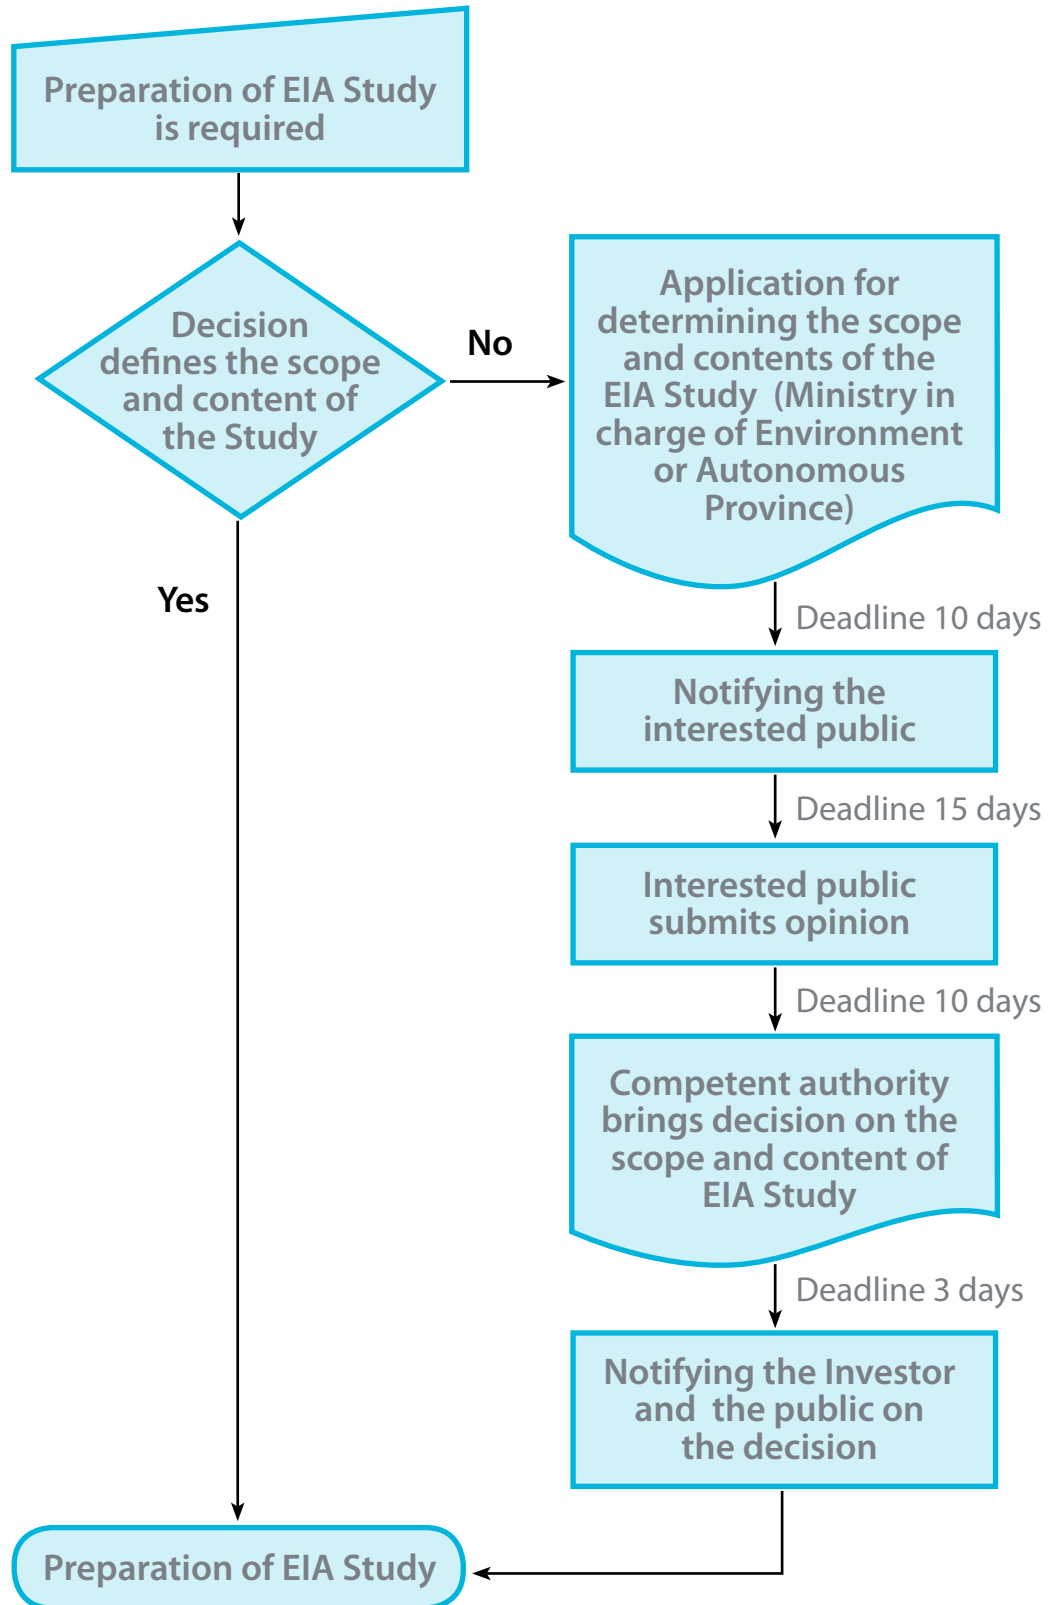 Preparation of EIA Study
is required
Decision
defines the scope
and content of
the Study
No
Yes
Application for
determining the scope
and contents of the
EIA Study (Ministry in
charge of Environment
or Autonomous
Province)
Deadline 10 days
Notifying the
interested public
Deadline 15 days
Interested public
submits opinion
Deadline 10 days
Competent authority
brings decision on the
scope and content of
EIA Study
Deadline 3 days
Notifying the Investor
and the public on
the decision
Preparation of EIA Study